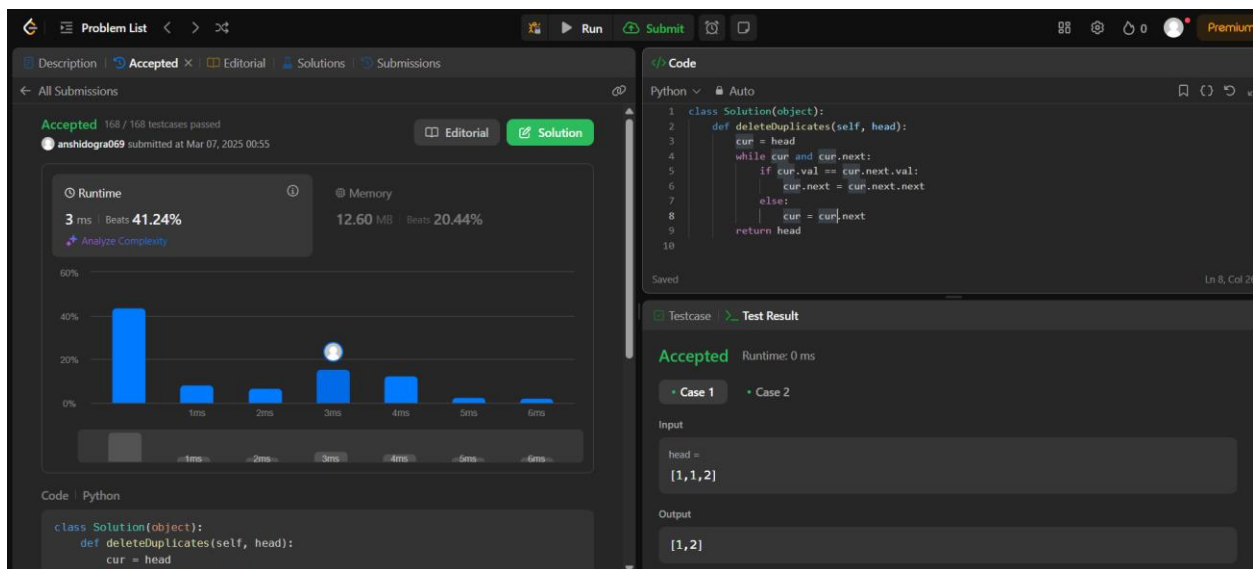 Problem List
Run
Submit
0
Premium
Description
Accepted
Editorial
Solutions
Submissions
All Submissions
Accepted 168 / 168 testcases passed
anshidogra069 submitted at Mar 07, 2025 00:55
Editorial
Solution
Runtime
3 ms Beats 41.24%
Analyze Complexity
Memory
12.60 MB Beats 20.44%
60%
40%
20%
0%
1ms 2ms 3ms 4ms 5ms 6ms
1ms 2ms 3ms 4ms 5ms 6ms
Code Python
class Solution(object):
def deleteDuplicates(self, head):
cur = head
</> Code
Python Auto
1 class Solution(object):
2 def deleteDuplicates(self, head):
3 cur = head
4 while cur and cur.next:
5 if cur.val == cur.next.val:
6 cur.next = cur.next.next
7 else:
8 cur = cur.next
9 return head
10
Saved
Ln 8, Col
Testcase
>_ Test Result
Accepted Runtime: 0 ms
• Case 1 • Case 2
Input
head =
[1,1,2]
Output
[1,2]